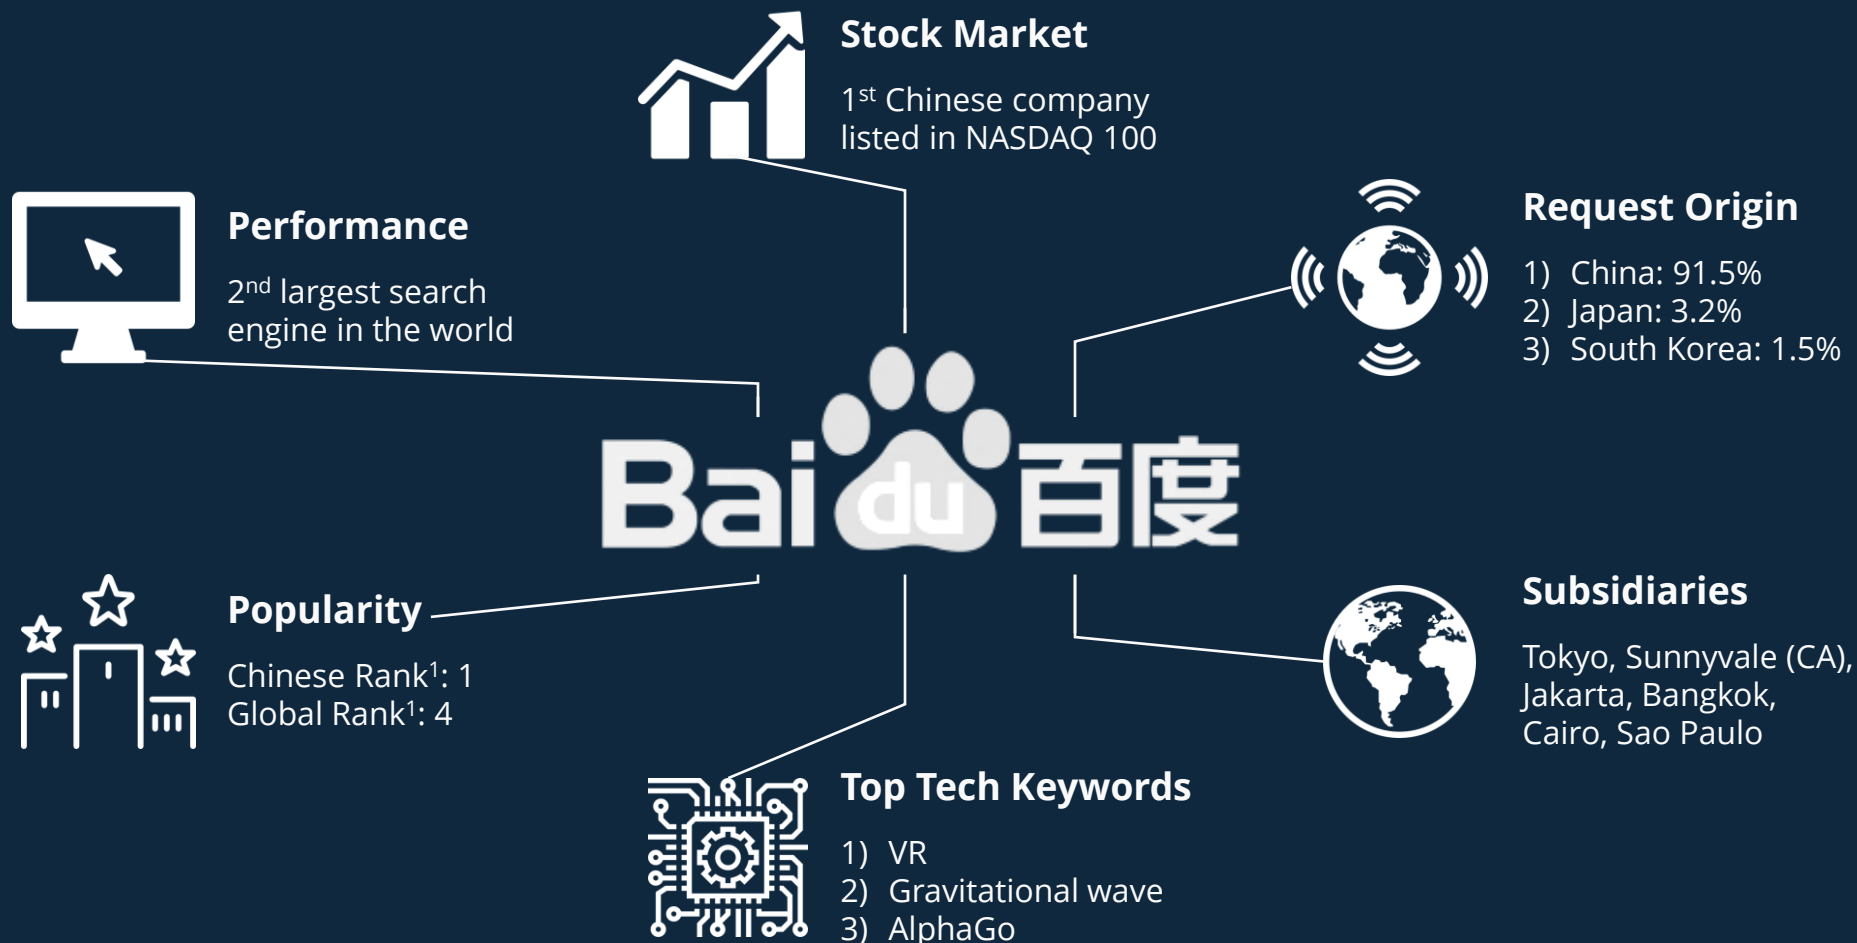 Stock Market
1st Chinese company
listed in NASDAQ 100
Performance
2nd largest search
engine in the world
Request Origin
1) China: 91.5%
2) Japan: 3.2%
3) South Korea: 1.5%
Bai du 百度
Popularity
Chinese Rank1: 1
Global Rank1: 4
Subsidiaries
Tokyo, Sunnyvale (CA),
Jakarta, Bangkok,
Cairo, Sao Paulo
Top Tech Keywords
1) VR
2) Gravitational wave
3) AlphaGo